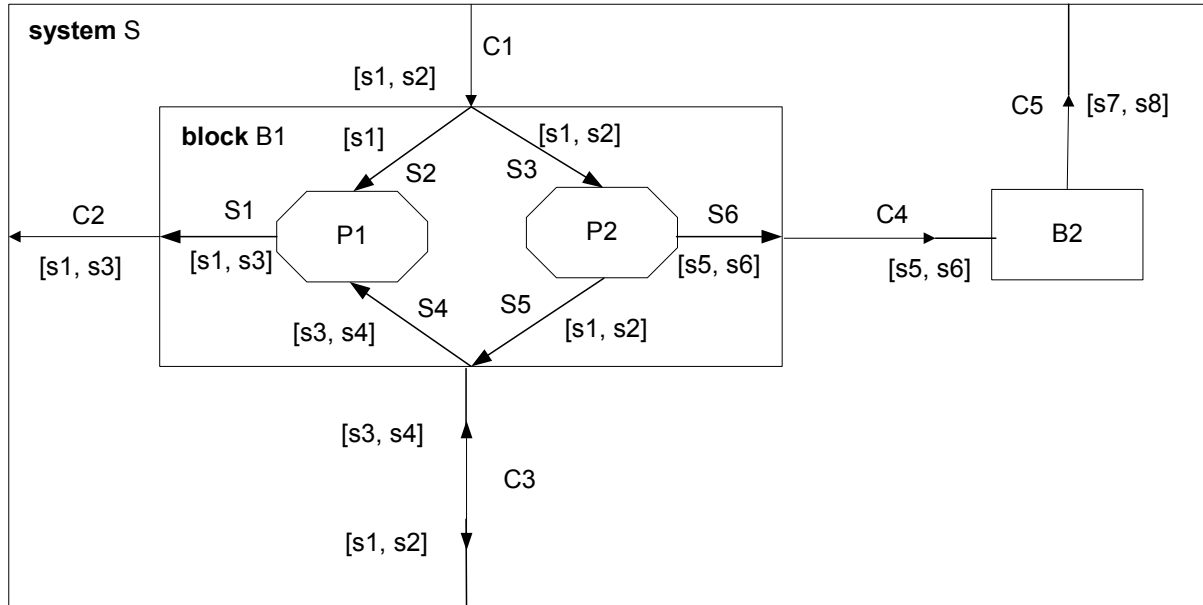 system S
C1
[s1, s2]
C5
[s7, s8]
block B1
[s1]
[s1, s2]
S2
S3
C2
S1
P1
P2
S6
C4
B2
[s1, s3]
[s1, s3]
[s5, s6]
[s5, s6]
S4
S5
[s3, s4]
[s1, s2]
[s3, s4]
C3
[s1, s2]